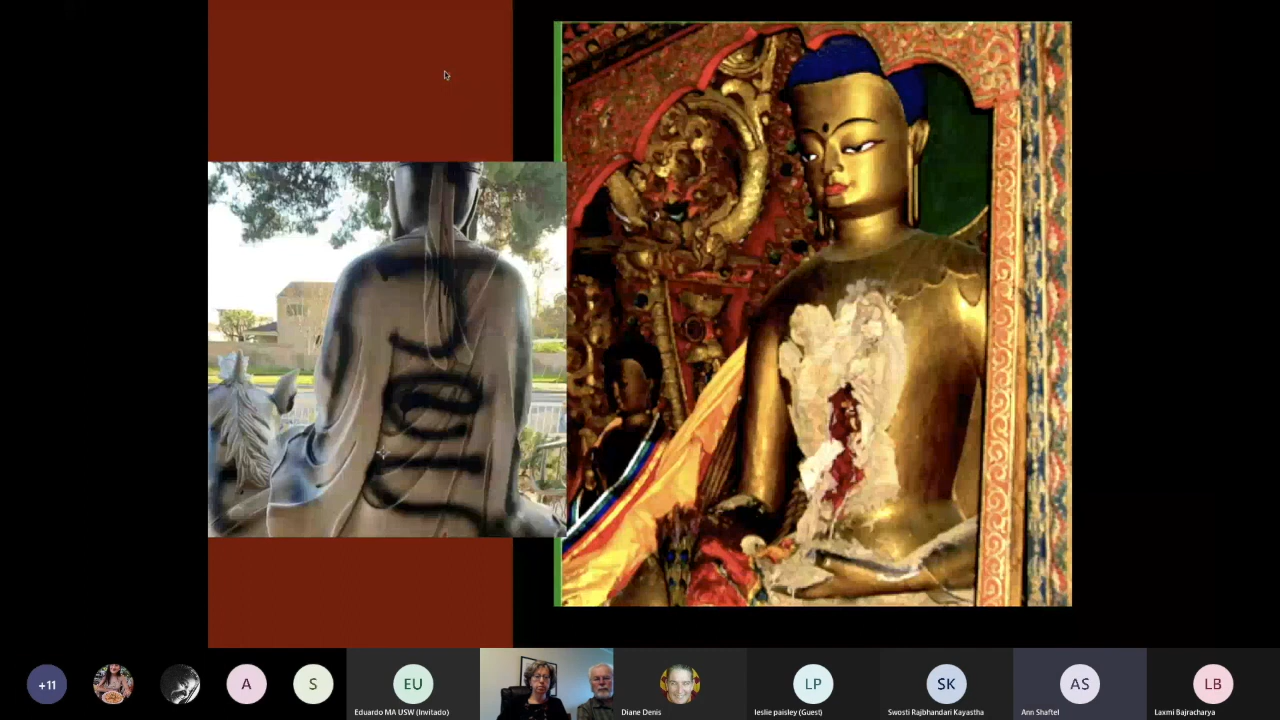 +11 A S EU LP SK AS LB
Eduardo MA USW (Invitado) Diane Denis leslie paisley (Guest) Swosti Rajbhandari Kayastha Ann Shaftel Laxmi Bajracharya